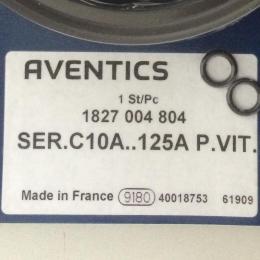 AVENTICS
1 St/Pc
1827 004 804
SER.C10A..125A P.VIT.
Made in France 9180 40018753 61909